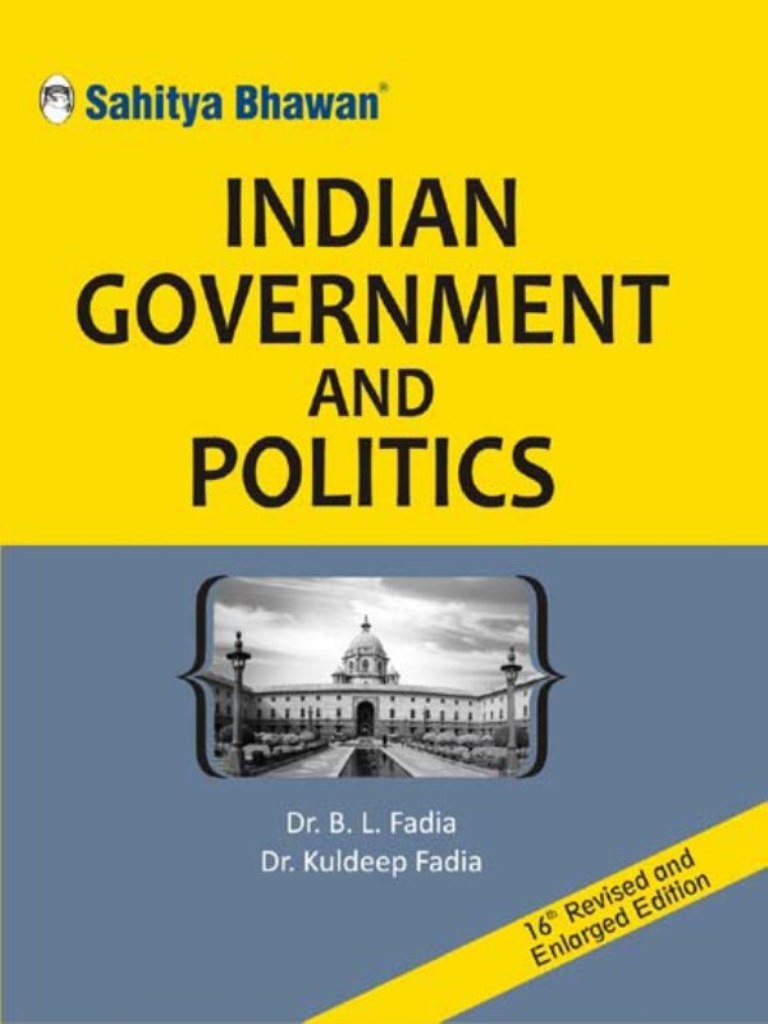 Sahitya Bhawan®
INDIAN
GOVERNMENT
AND
POLITICS
Dr. B. L. Fadia
Dr. Kuldeep Fadia
16th Revised and
Enlarged Edition